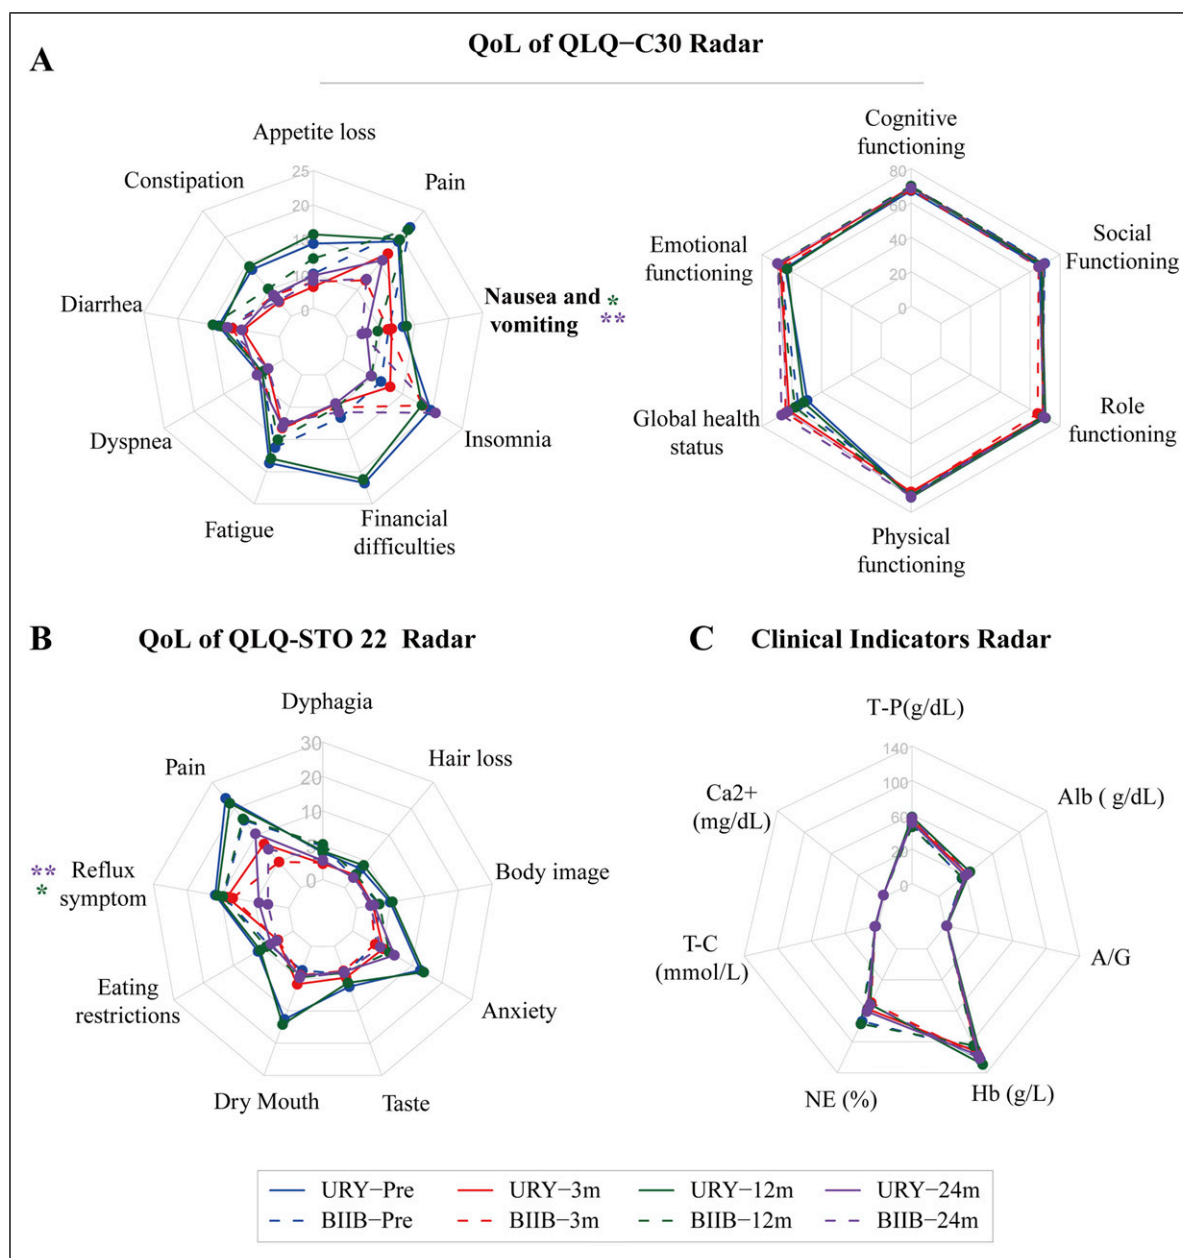 A
QoL of QLQ−C30 Radar
Appetite loss
Constipation
Pain
25
20
10
0
Nausea and *
vomiting **
Diarrhea
Dyspnea
Insomnia
Fatigue
Financial
difficulties
Cognitive
functioning
80
60
40
20
0
Emotional
functioning
Social
Functioning
Global health
status
Role
functioning
Physical
functioning
B
QoL of QLQ-STO 22 Radar
Dyphagia
30
20
0
Pain
Hair loss
** Reflux
* symptom
Body image
Eating
restrictions
Anxiety
Dry Mouth
Taste
C
Clinical Indicators Radar
T-P(g/dL)
140
100
60
20
0
Ca2+
(mg/dL)
Alb ( g/dL)
T-C
(mmol/L)
A/G
NE (%)
Hb (g/L)
URY−Pre URY−3m URY−12m URY−24m
BIIB−Pre BIIB−3m BIIB−12m BIIB−24m